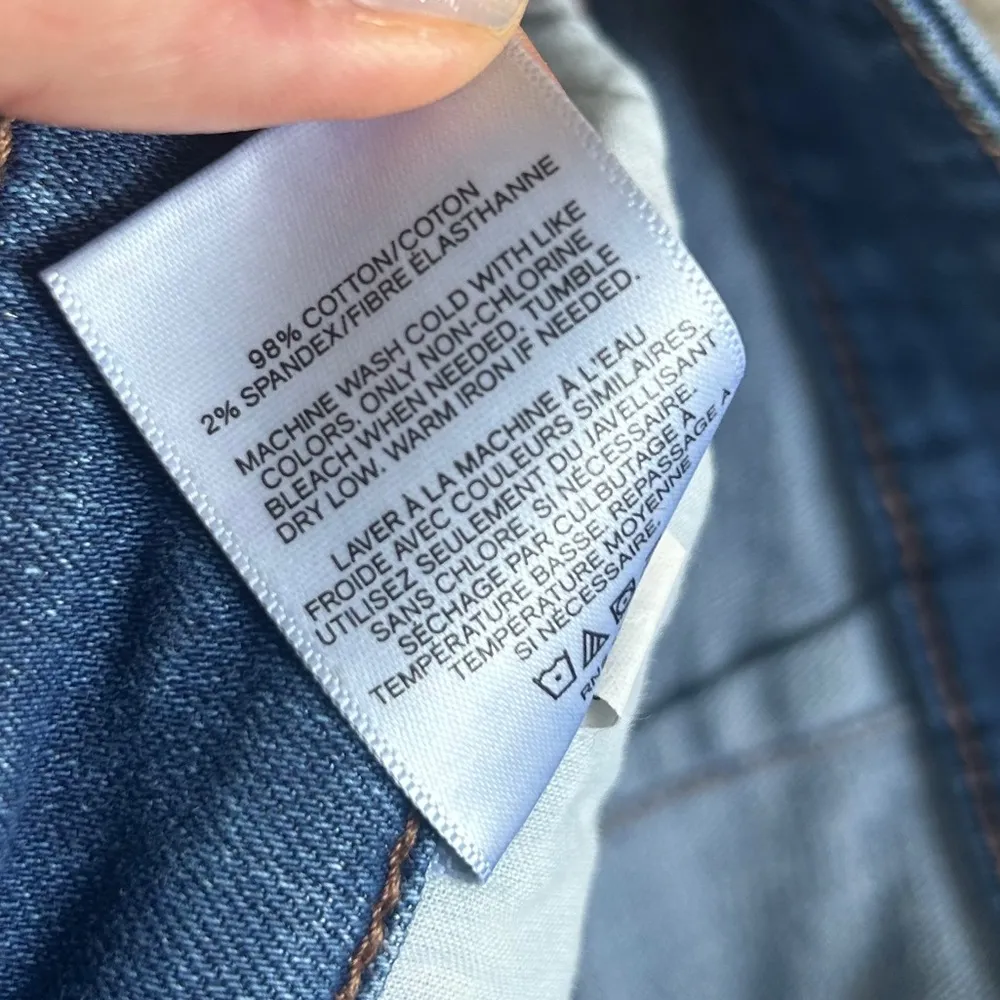 98% COTTON/COTON
2% SPANDEX/FIBRE ÉLASTHANNE
MACHINE WASH COLD WITH LIKE
COLORS. ONLY NON-CHLORINE
BLEACH WHEN NEEDED. TUMBLE
DRY LOW. WARM IRON IF NEEDED.
LAVER À LA MACHINE À L'EAU
FROIDE AVEC COULEURS SIMILAIRES.
UTILISEZ SEULEMENT DU JAVELLISANT
SANS CHLORE, SI NÉCESSAIRE.
SÉCHAGE PAR CULBUTAGE À
TEMPÉRATURE BASSE. REPASSAGE À
TEMPÉRATURE MOYENNE
SI NÉCESSAIRE.